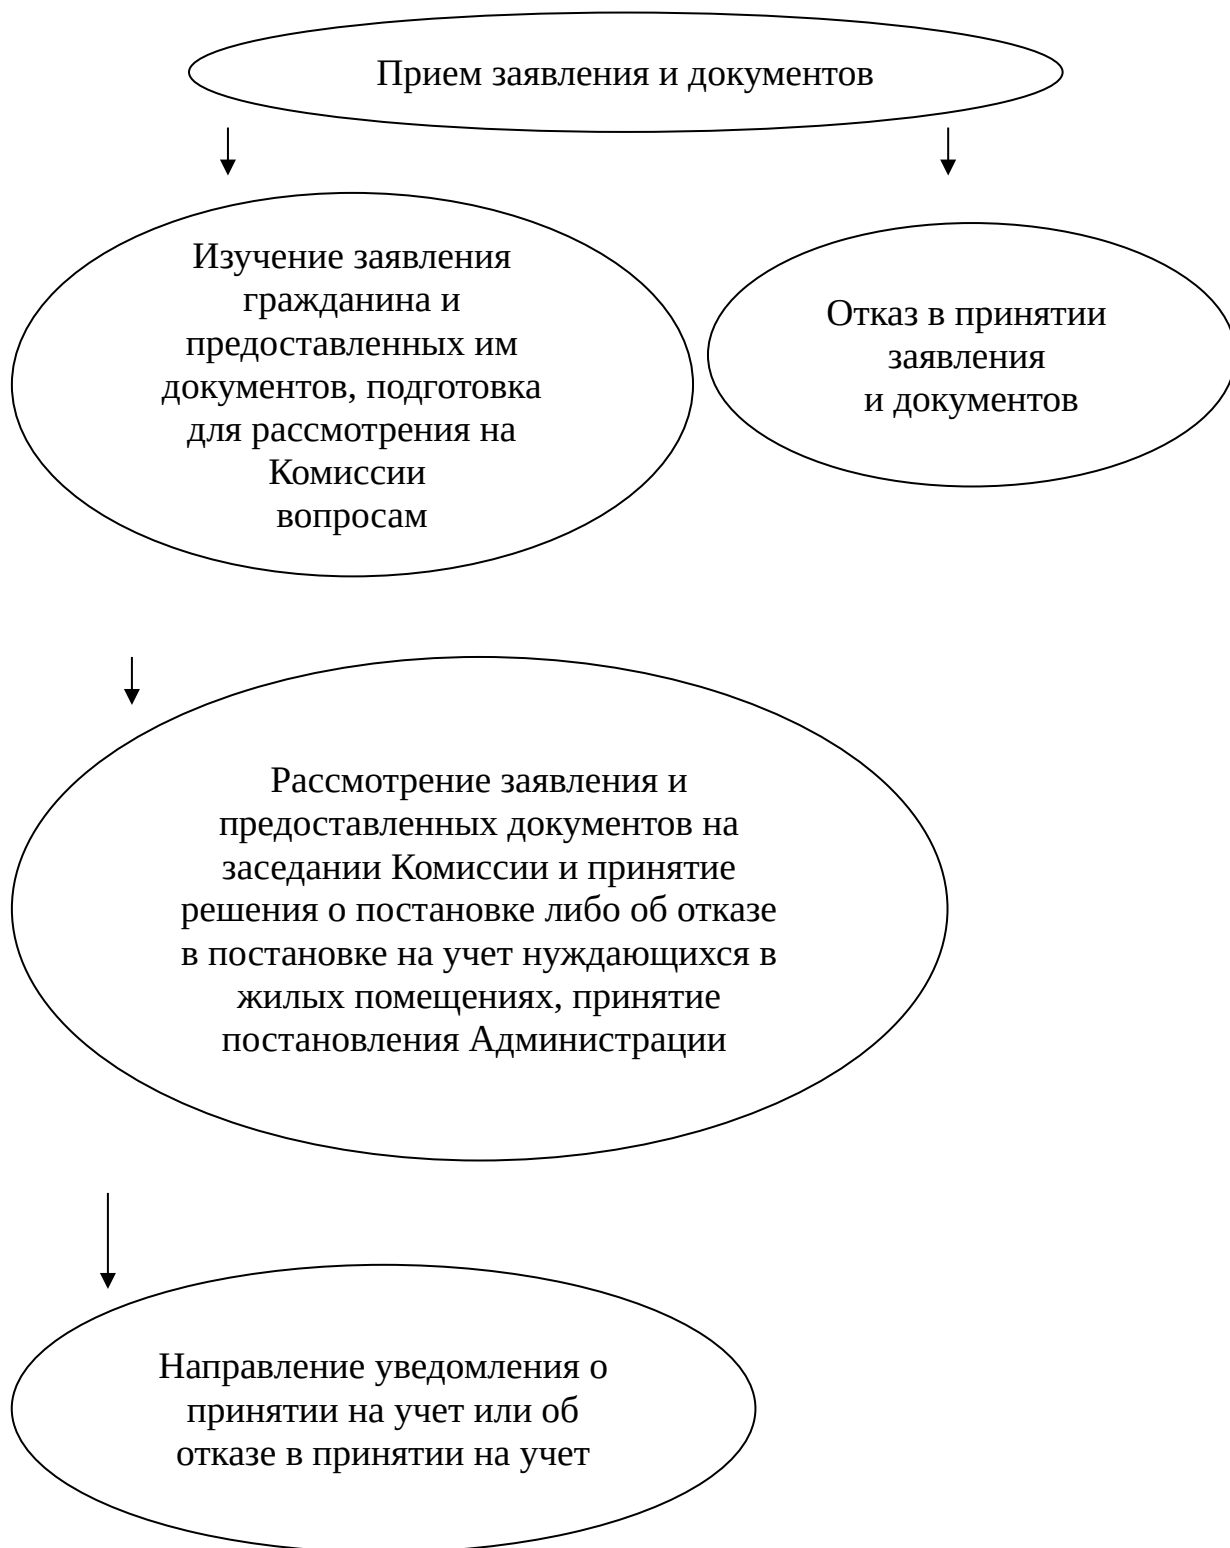 Прием заявления и документов
Изучение заявления
гражданина и
предоставленных им
документов, подготовка
для рассмотрения на
Комиссии
вопросам
Отказ в принятии
заявления
и документов
Рассмотрение заявления и
предоставленных документов на
заседании Комиссии и принятие
решения о постановке либо об отказе
в постановке на учет нуждающихся в
жилых помещениях, принятие
постановления Администрации
Направление уведомления о
принятии на учет или об
отказе в принятии на учет